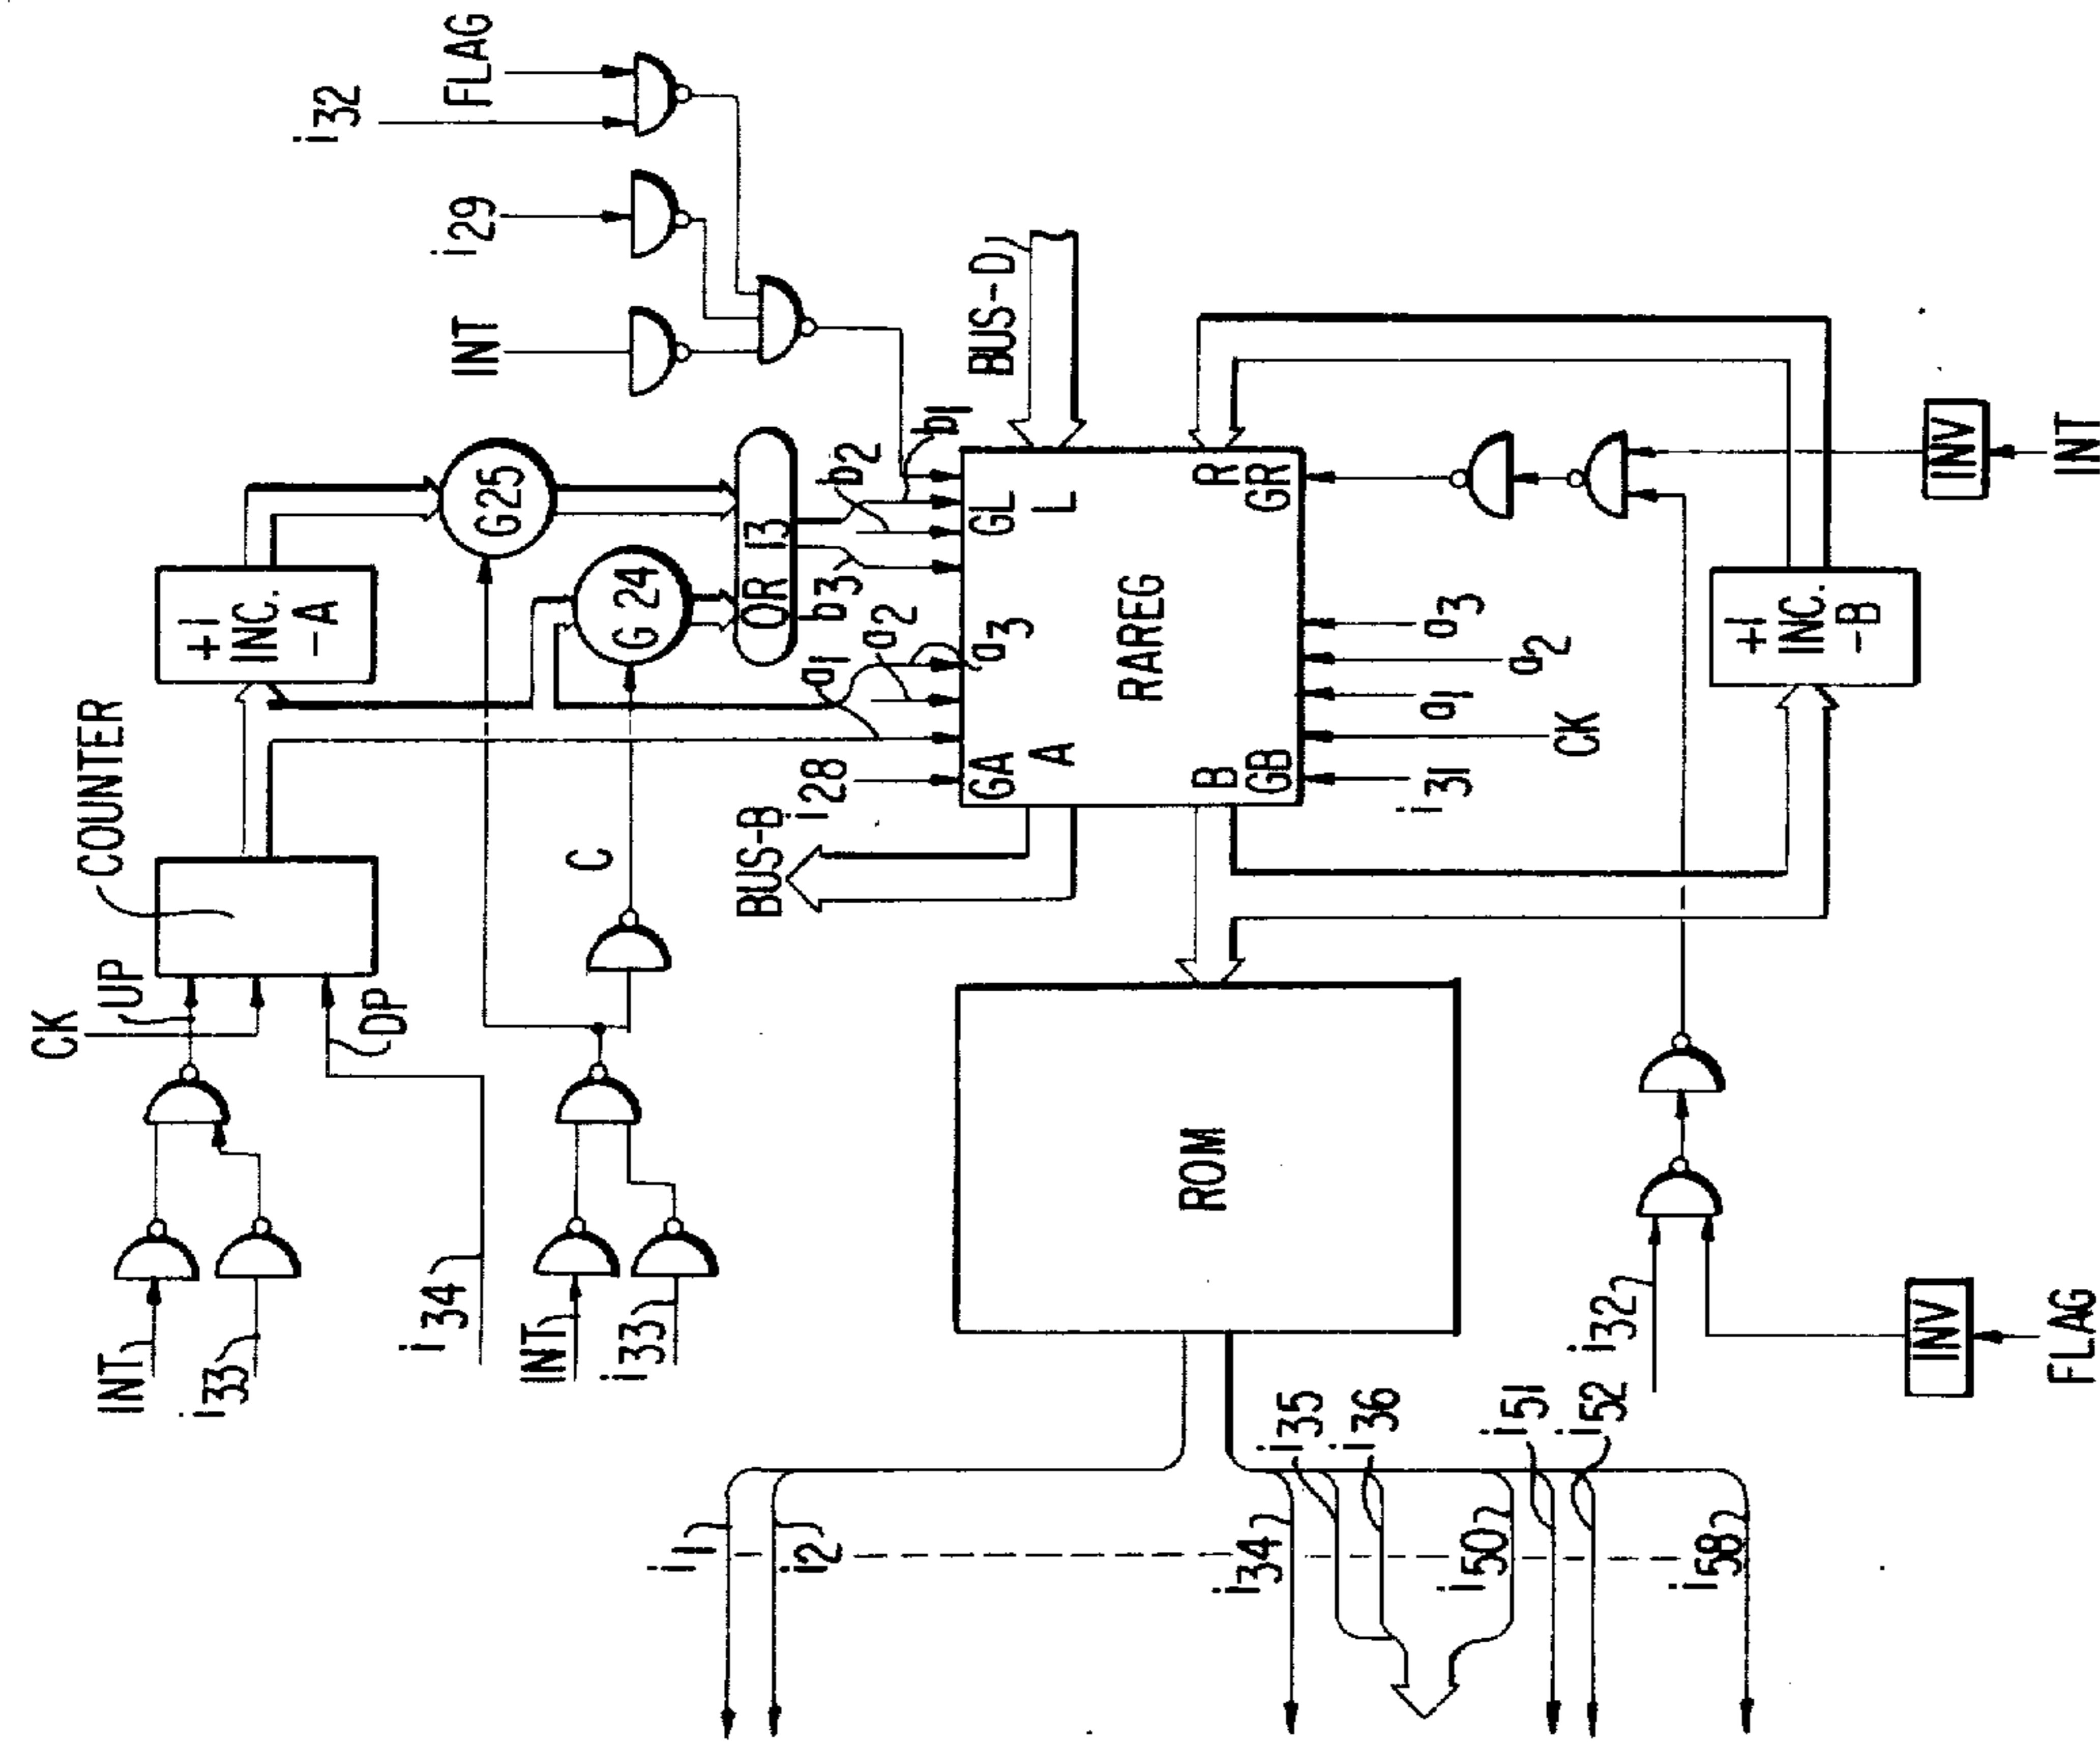 FLAG
i32
i29
INT
BUS-D
G25
+1
INC.
-A
G 24
OR 13
b1
b2
b3
a1
a2
a3
COUNTER
CK
UP
DP
C
i28
BUS-B
GL
L
R
GR
RAREG
GA
A
B
GB
a3
a2
a1
CK
i31
+1
INC.
-B
INV
INT
INT
i33
i34
INT
i33
ROM
i32
INV
FLAG
i1
i2
i34
i35
i36
i50
i51
i52
i58